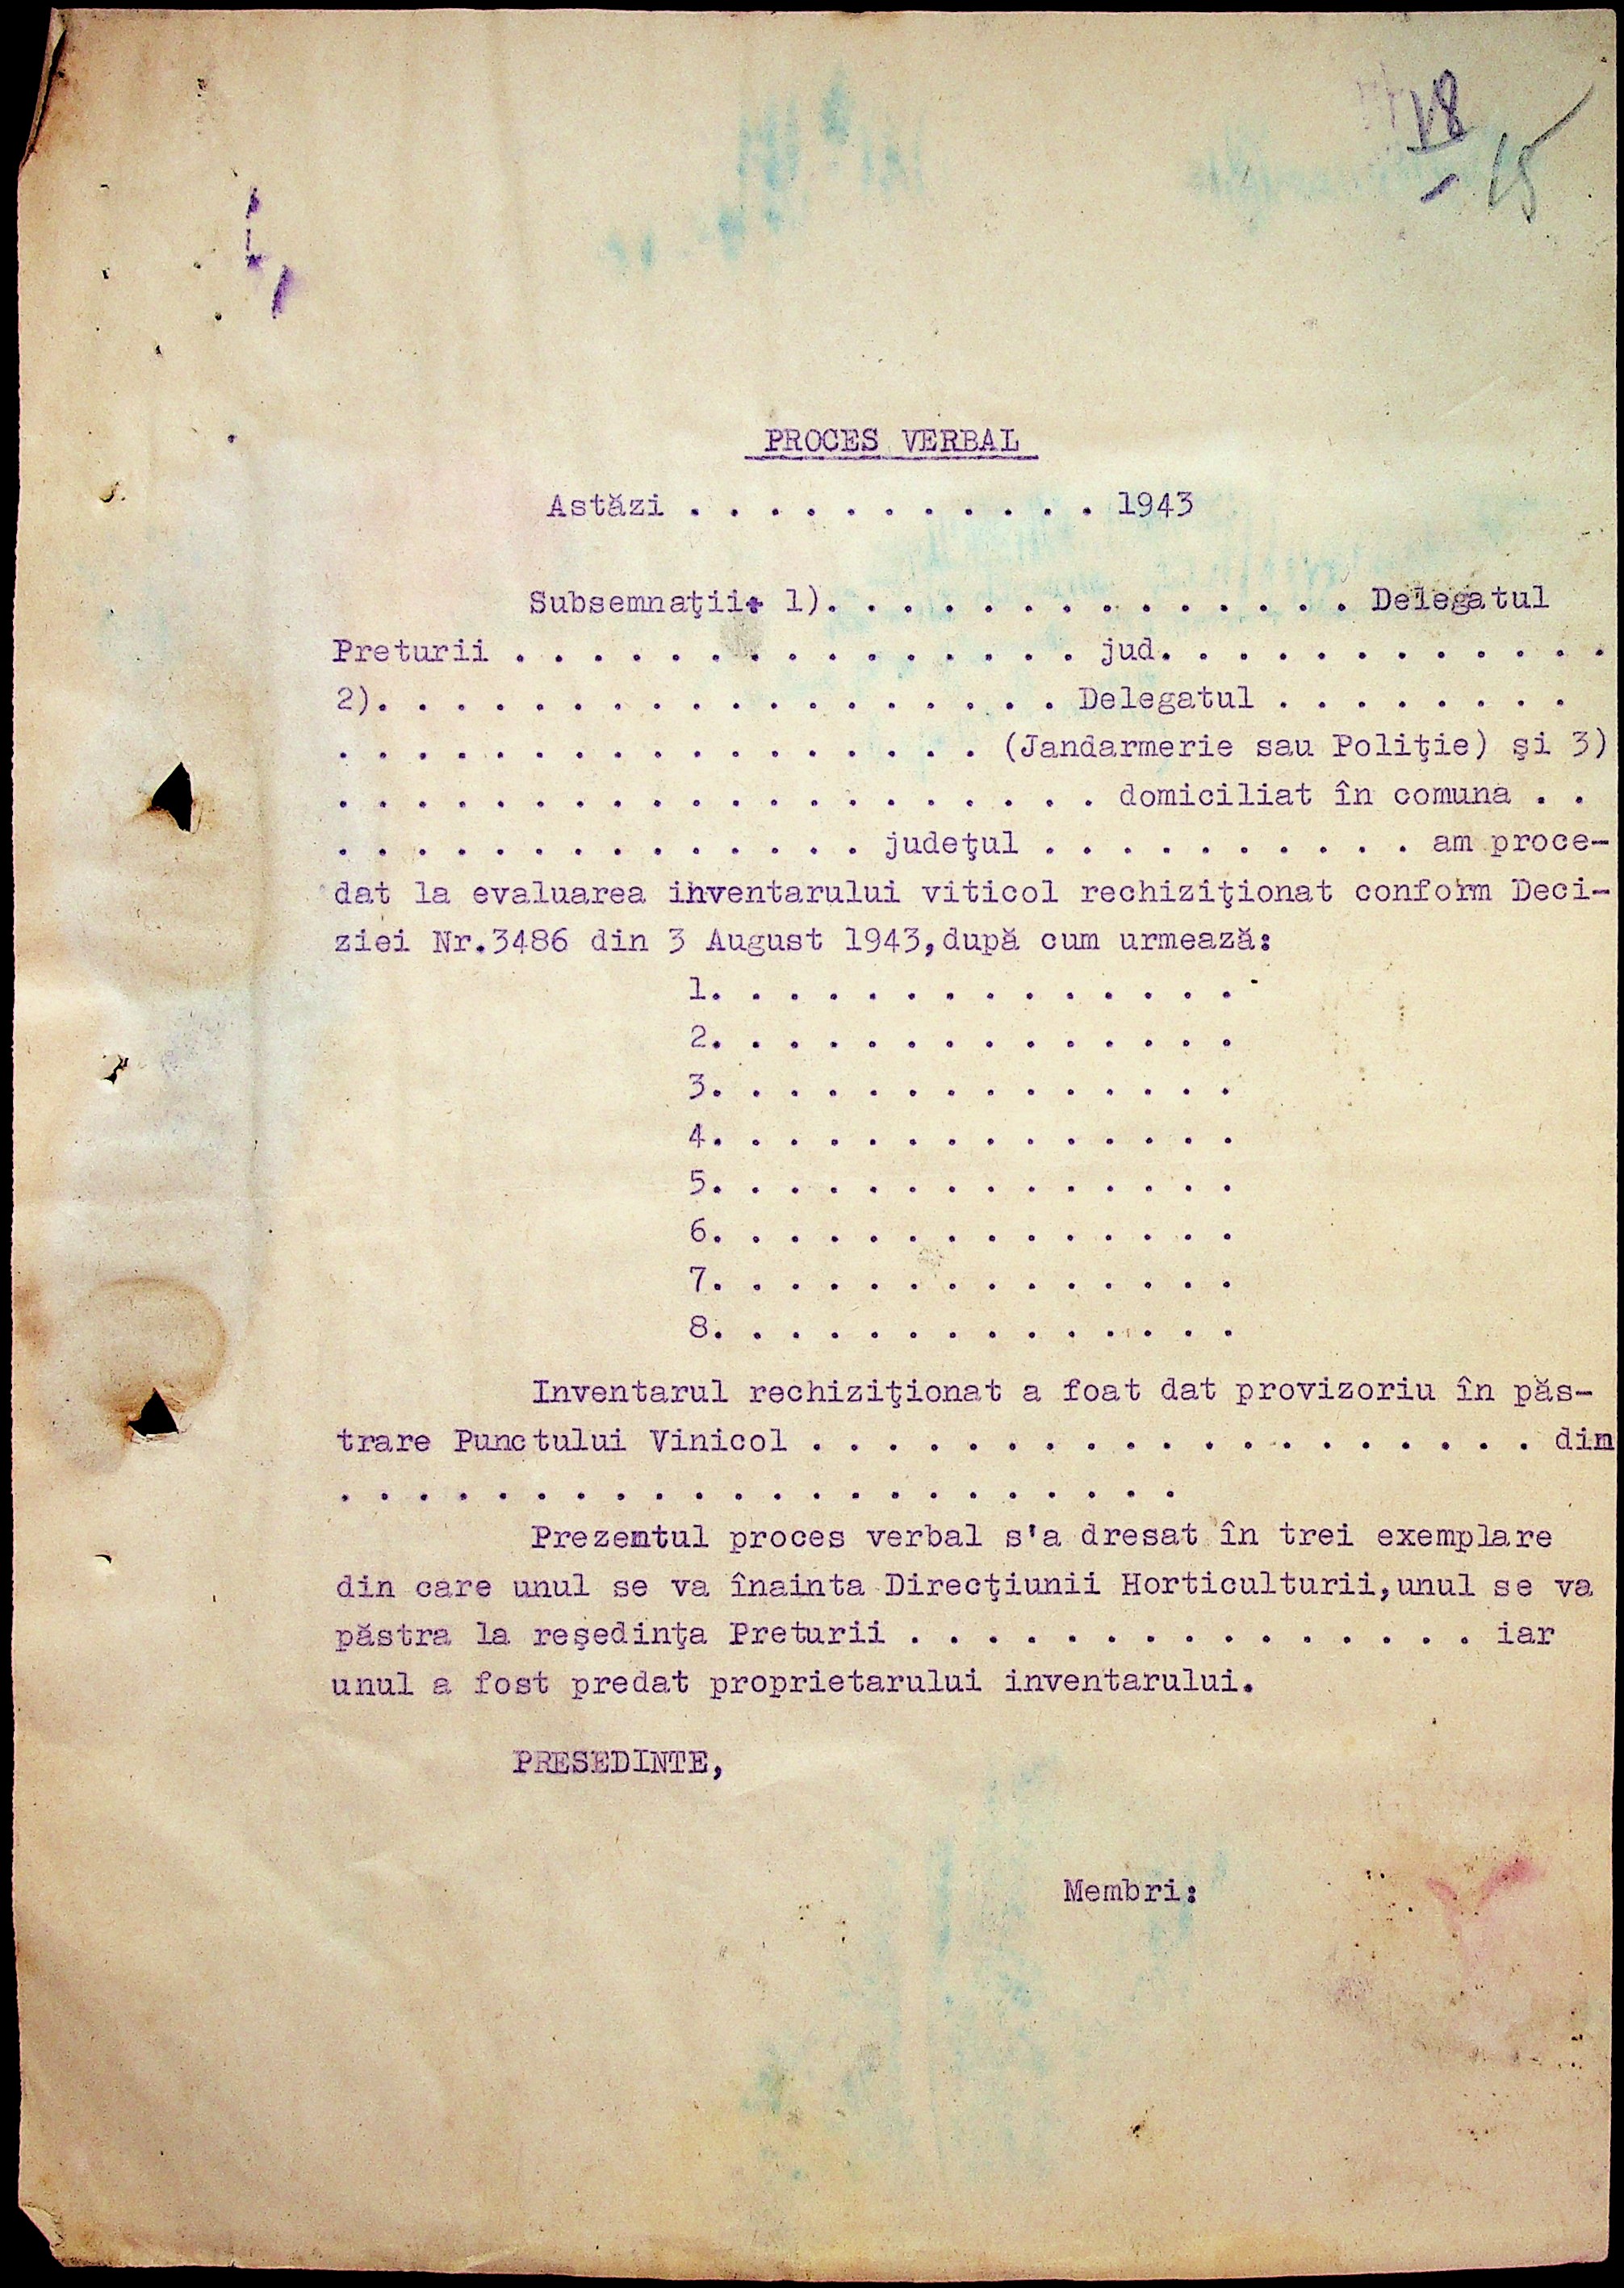 18
15
PROCES VERBAL
Astăzi . . . . . . . . . . . 1943
Subsemnaţii: 1). . . . . . . . . . . . . . Delegatul
Preturii . . . . . . . . . . . . . . . jud. . . . . . . . . . . .
2). . . . . . . . . . . . . . . . . . Delegatul . . . . . . . .
. . . . . . . . . . . . . . . . . (Jandarmerie sau Poliţie) şi 3)
. . . . . . . . . . . . . . . . . . . . domiciliat în comuna . .
. . . . . . . . . . . . . . judeţul . . . . . . . . . . am proce-
dat la evaluarea inventarului viticol rechiziţionat conform Deci-
ziei Nr.3486 din 3 August 1943,după cum urmează:
1. . . . . . . . . . . . . .
2. . . . . . . . . . . . . .
3. . . . . . . . . . . . . .
4. . . . . . . . . . . . . .
5. . . . . . . . . . . . . .
6. . . . . . . . . . . . . .
7. . . . . . . . . . . . . .
8. . . . . . . . . . . . . .
Inventarul rechiziţionat a foat dat provizoriu în păs-
trare Punctului Vinicol . . . . . . . . . . . . . . . . . . . din
. . . . . . . . . . . . . . . . . . . . . .
Prezentul proces verbal s'a dresat în trei exemplare
din care unul se va înainta Direcţiunii Horticulturii,unul se va
păstra la reşedinţa Preturii . . . . . . . . . . . . . . . iar
unul a fost predat proprietarului inventarului.
PRESEDINTE,
Membri: